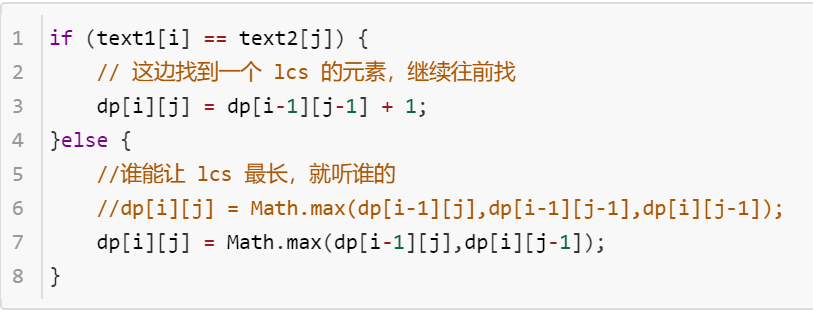 1 if (text1[i] == text2[j]) {
2     // 这边找到一个 lcs 的元素，继续往前找
3     dp[i][j] = dp[i-1][j-1] + 1;
4 }else {
5     //谁能让 lcs 最长，就听谁的
6     //dp[i][j] = Math.max(dp[i-1][j],dp[i-1][j-1],dp[i][j-1]);
7     dp[i][j] = Math.max(dp[i-1][j],dp[i][j-1]);
8 }